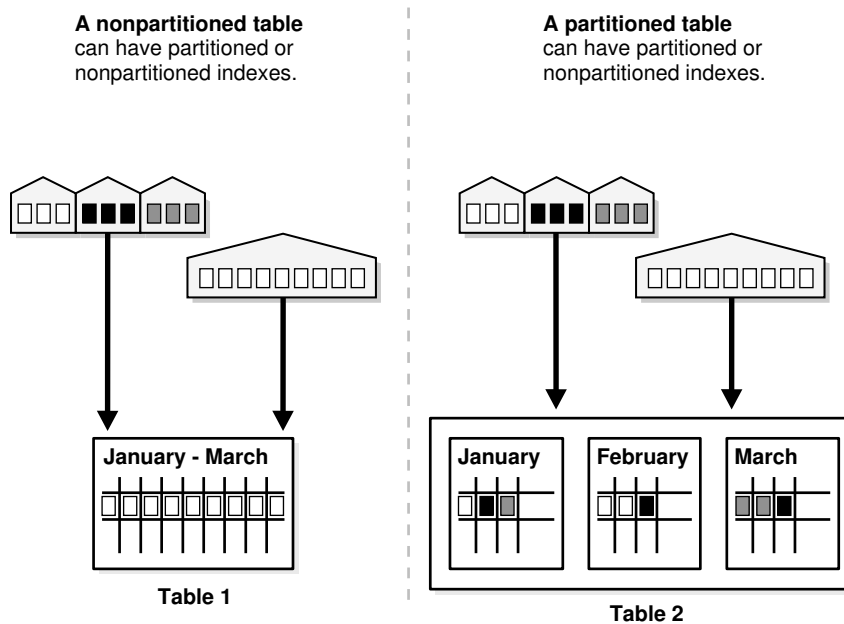 A nonpartitioned table
can have partitioned or
nonpartitioned indexes.
January - March
Table 1
A partitioned table
can have partitioned or
nonpartitioned indexes.
January
February
March
Table 2